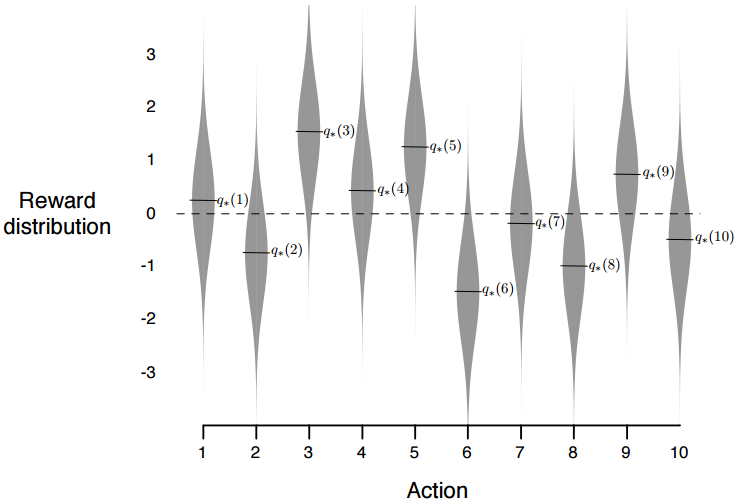 3
2
1
0
-1
-2
-3
Reward
distribution
q∗(1)
q∗(2)
q∗(3)
q∗(4)
q∗(5)
q∗(6)
q∗(7)
q∗(8)
q∗(9)
q∗(10)
1 2 3 4 5 6 7 8 9 10
Action